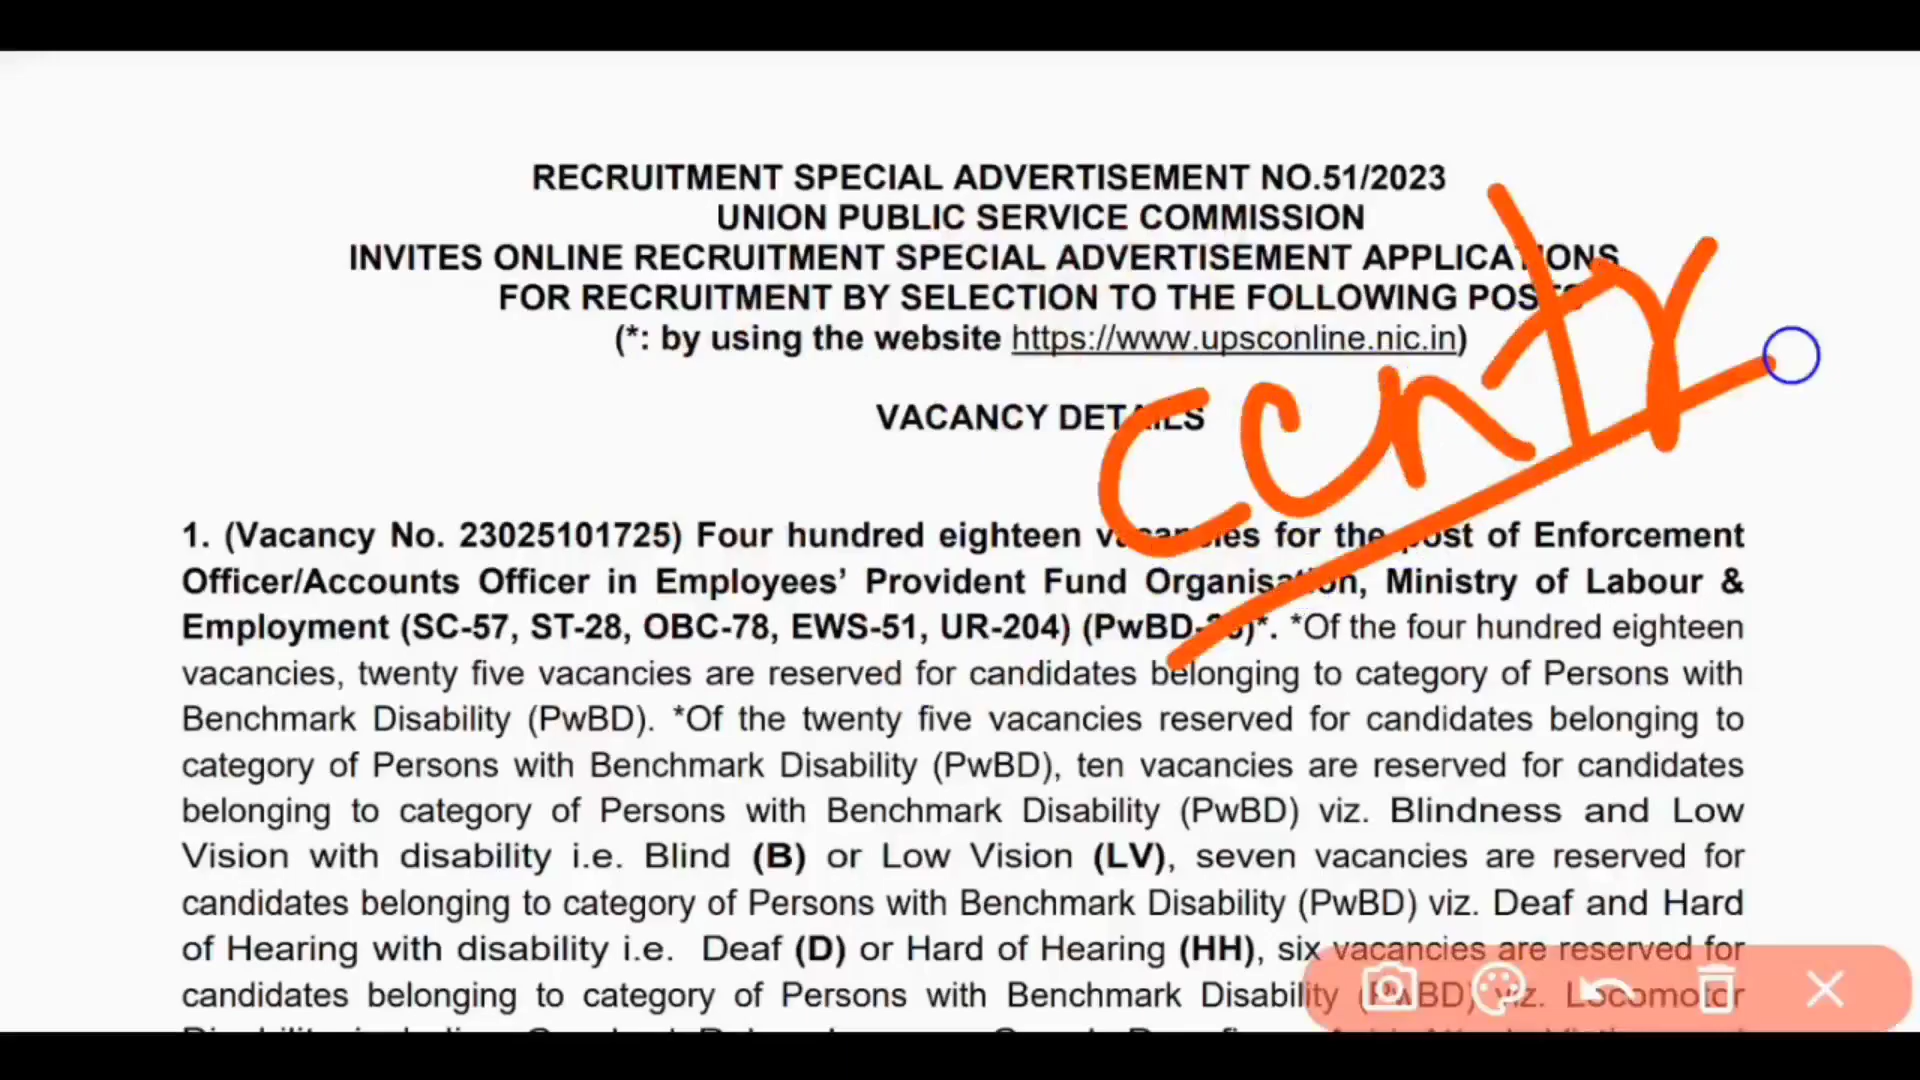 RECRUITMENT SPECIAL ADVERTISEMENT NO.51/2023
UNION PUBLIC SERVICE COMMISSION
INVITES ONLINE RECRUITMENT SPECIAL ADVERTISEMENT APPLICATIONS
FOR RECRUITMENT BY SELECTION TO THE FOLLOWING POSTS
(*: by using the website https://www.upsconline.nic.in)
VACANCY DETAILS
1. (Vacancy No. 23025101725) Four hundred eighteen vacancies for the post of Enforcement
Officer/Accounts Officer in Employees’ Provident Fund Organisation, Ministry of Labour &
Employment (SC-57, ST-28, OBC-78, EWS-51, UR-204) *Of the four hundred eighteen
vacancies, twenty five vacancies are reserved for candidates belonging to category of Persons with
Benchmark Disability (PwBD). *Of the twenty five vacancies reserved for candidates belonging to
category of Persons with Benchmark Disability (PwBD), ten vacancies are reserved for candidates
belonging to category of Persons with Benchmark Disability (PwBD) viz. Blindness and Low
Vision with disability i.e. Blind (B) or Low Vision (LV), seven vacancies are reserved for
candidates belonging to category of Persons with Benchmark Disability (PwBD) viz. Deaf and Hard
of Hearing with disability i.e. Deaf (D) or Hard of Hearing (HH), six vacancies are reserved for
candidates belonging to category of Persons with Benchmark Disability (PwBD) viz. Locomotor